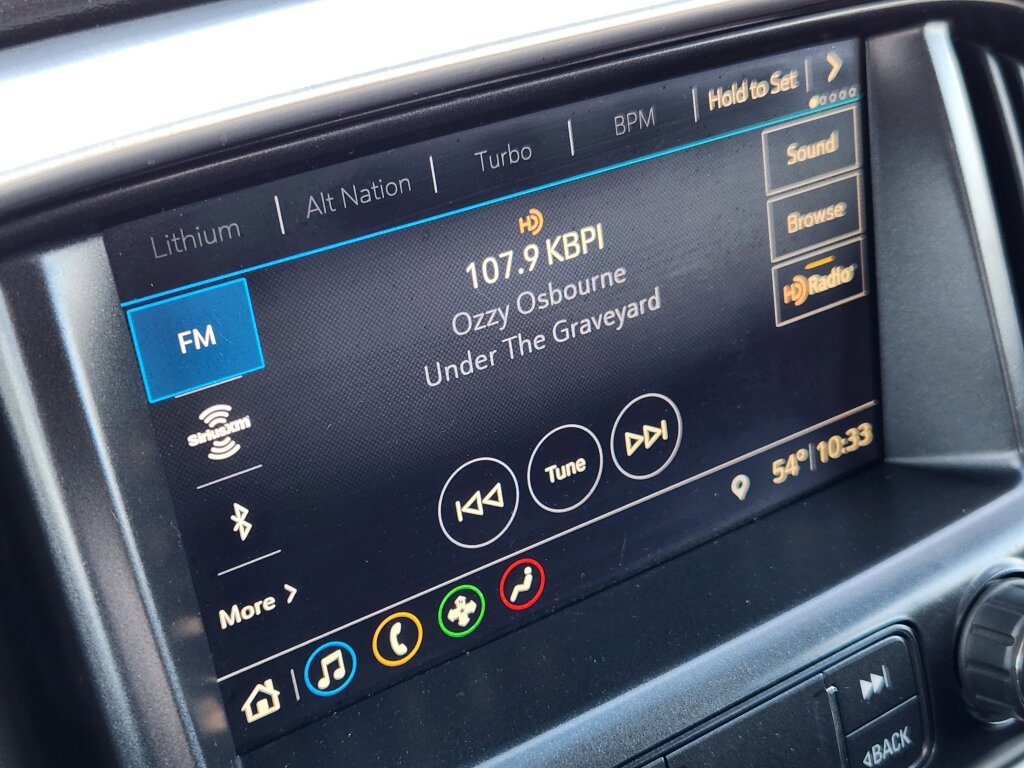 Lithium
Alt Nation
Turbo
BPM
Hold to Set
Sound
Browse
HD Radio®
FM
HD
107.9 KBPI
Ozzy Osbourne
Under The Graveyard
SiriusXM
Tune
More
54° 10:33
BACK